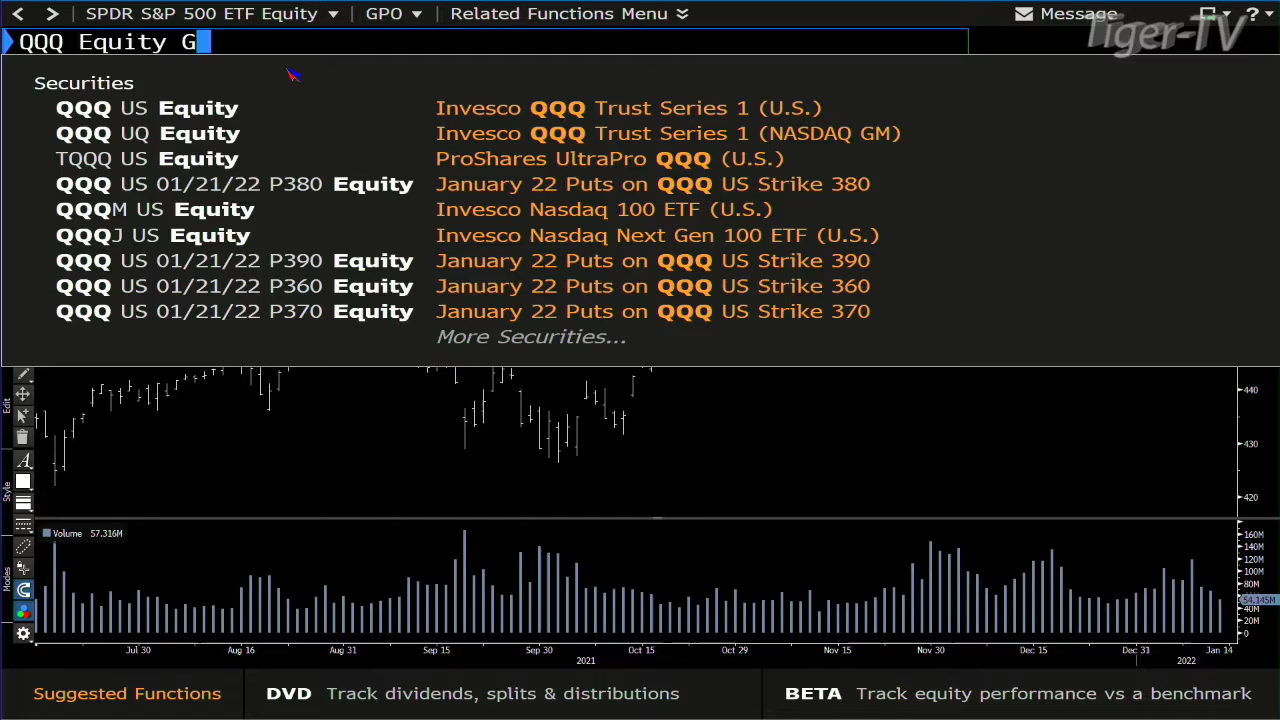 SPDR S&P 500 ETF Equity GPO Related Functions Menu Message ?
Tiger-TV
QQQ Equity G
Securities
QQQ US Equity Invesco QQQ Trust Series 1 (U.S.)
QQQ UQ Equity Invesco QQQ Trust Series 1 (NASDAQ GM)
TQQQ US Equity ProShares UltraPro QQQ (U.S.)
QQQ US 01/21/22 P380 Equity January 22 Puts on QQQ US Strike 380
QQQM US Equity Invesco Nasdaq 100 ETF (U.S.)
QQQJ US Equity Invesco Nasdaq Next Gen 100 ETF (U.S.)
QQQ US 01/21/22 P390 Equity January 22 Puts on QQQ US Strike 390
QQQ US 01/21/22 P360 Equity January 22 Puts on QQQ US Strike 360
QQQ US 01/21/22 P370 Equity January 22 Puts on QQQ US Strike 370
More Securities...
Edit
Style
Modes
A
440
430
420
Volume 57.316M
160M
140M
120M
100M
80M
54.145M
40M
20M
0
Jul 30 Aug 16 Aug 31 Sep 15 Sep 30 Oct 15 Oct 29 Nov 15 Nov 30 Dec 15 Dec 31 Jan 14
2021 2022
Suggested Functions DVD Track dividends, splits & distributions BETA Track equity performance vs a benchmark